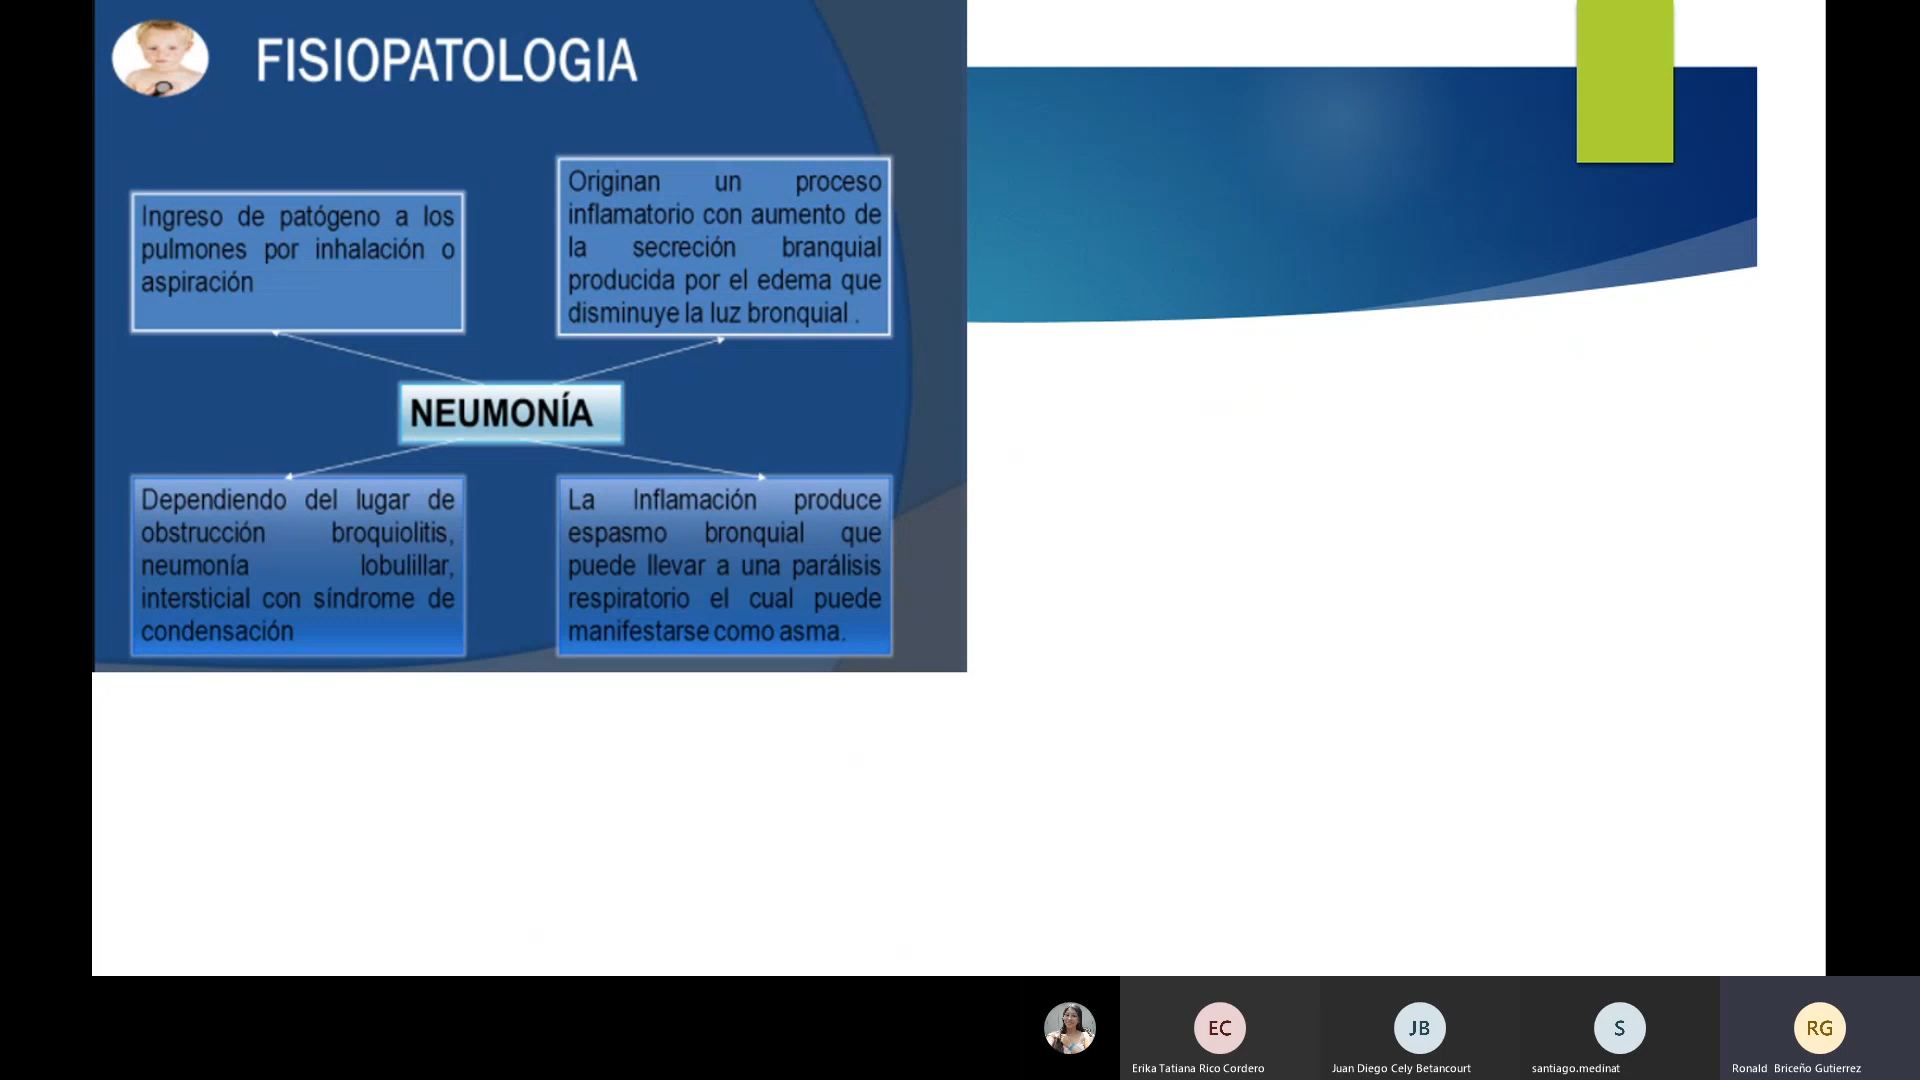 FISIOPATOLOGIA
Ingreso de patógeno a los
pulmones por inhalación o
aspiración
Originan un proceso
inflamatorio con aumento de
la secreción branquial
producida por el edema que
disminuye la luz bronquial .
NEUMONÍA
Dependiendo del lugar de
obstrucción broquiolitis,
neumonía lobulillar,
intersticial con síndrome de
condensación
La Inflamación produce
espasmo bronquial que
puede llevar a una parálisis
respiratorio el cual puede
manifestarse como asma.
EC
Erika Tatiana Rico Cordero
JB
Juan Diego Cely Betancourt
S
santiago.medinat
RG
Ronald Briceño Gutierrez